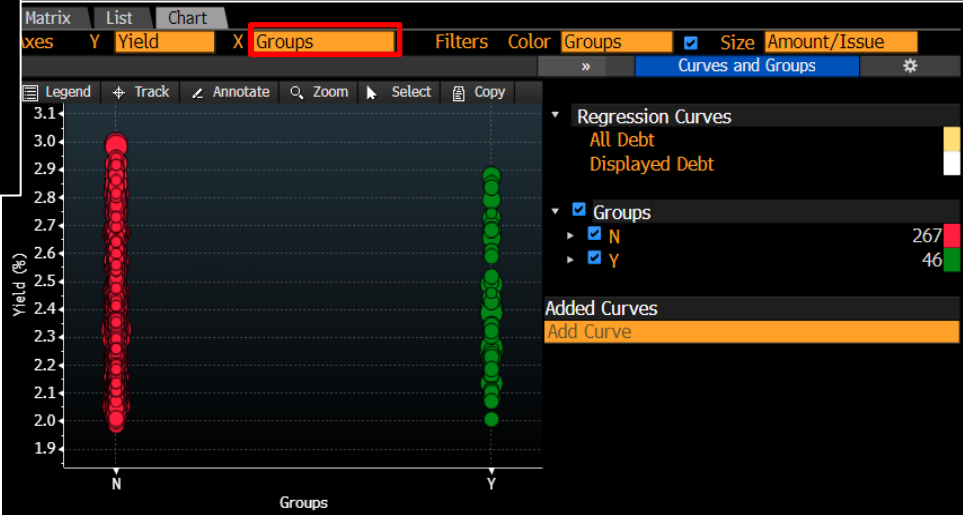 Matrix List Chart
xes Y Yield X Groups Filters Color Groups Size Amount/Issue
» Curves and Groups
Legend Track Annotate Zoom Select Copy
3.1
3.0
2.9
2.8
2.7
2.6
2.5
2.4
2.3
2.2
2.1
2.0
1.9
Yield (%)
N Y
Groups
Regression Curves
All Debt
Displayed Debt
Groups
N 267
Y 46
Added Curves
Add Curve